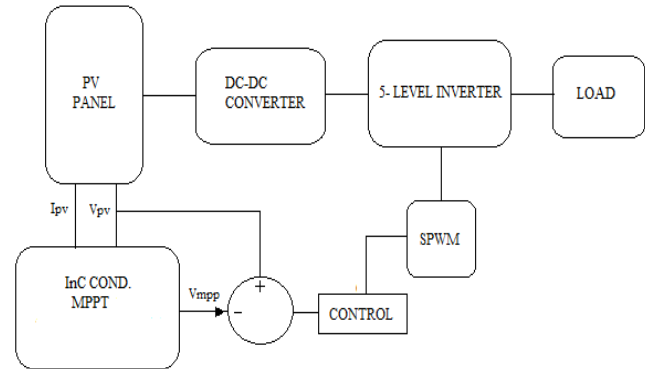 PV
PANEL
DC-DC
CONVERTER
5- LEVEL INVERTER
LOAD
Ipv
Vpv
SPWM
InC COND.
MPPT
Vmpp
+
-
CONTROL